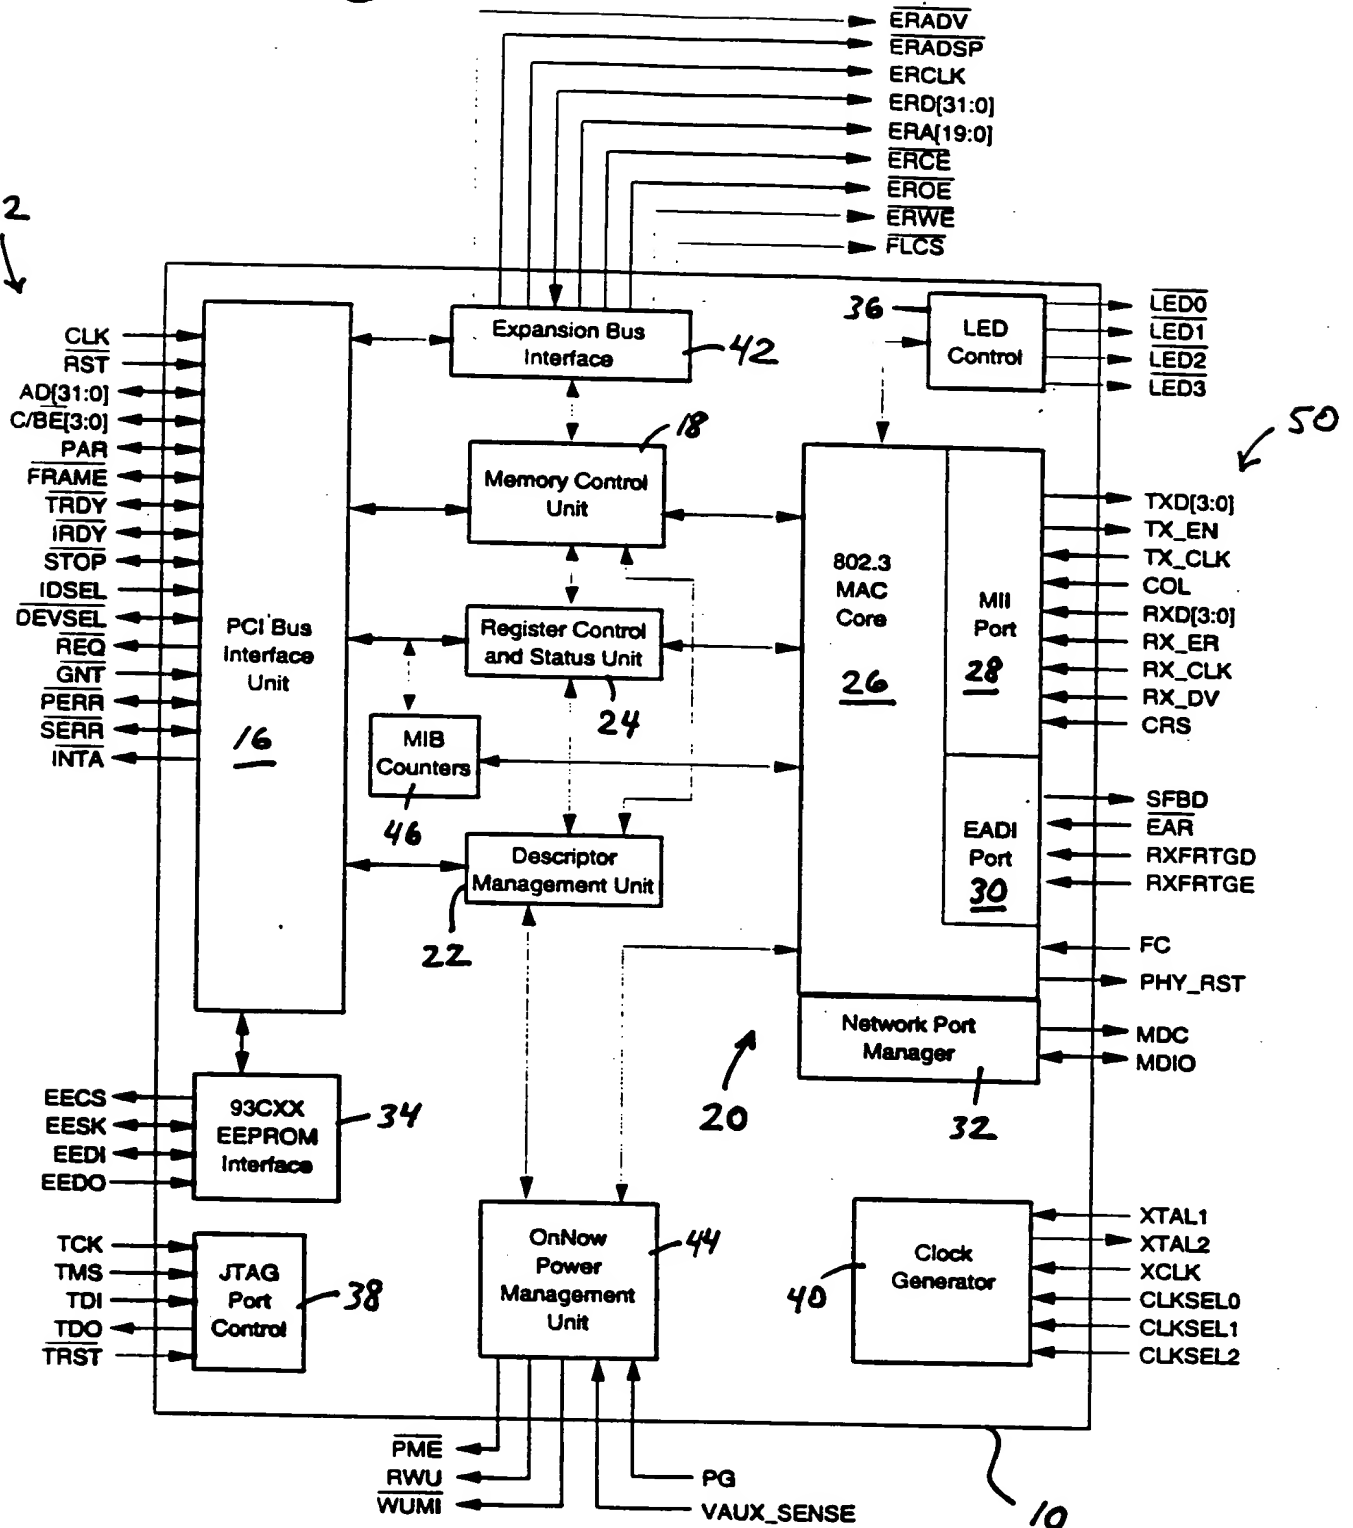 ERADV
ERADSP
ERCLK
ERD[31:0]
ERA[19:0]
ERCE
EROE
ERWE
FLCS
2
CLK
RST
AD[31:0]
C/BE[3:0]
PAR
FRAME
TRDY
IRDY
STOP
IDSEL
DEVSEL
REQ
GNT
PERR
SERR
INTA
PCI Bus
Interface
Unit
16
Expansion Bus
Interface
42
18
Memory Control
Unit
Register Control
and Status Unit
24
MIB
Counters
46
Descriptor
Management Unit
22
36
LED
Control
LED0
LED1
LED2
LED3
50
802.3
MAC
Core
26
MII
Port
28
EADI
Port
30
TXD[3:0]
TX_EN
TX_CLK
COL
RXD[3:0]
RX_ER
RX_CLK
RX_DV
CRS
SFBD
EAR
RXFRTGD
RXFRTGE
FC
PHY_RST
Network Port
Manager
MDC
MDIO
20
32
EECS
EESK
EEDI
EEDO
93CXX
EEPROM
Interface
34
TCK
TMS
TDI
TDO
TRST
JTAG
Port
Control
38
OnNow
Power
Management
Unit
44
Clock
Generator
40
XTAL1
XTAL2
XCLK
CLKSEL0
CLKSEL1
CLKSEL2
PME
RWU
WUMI
PG
VAUX_SENSE
10